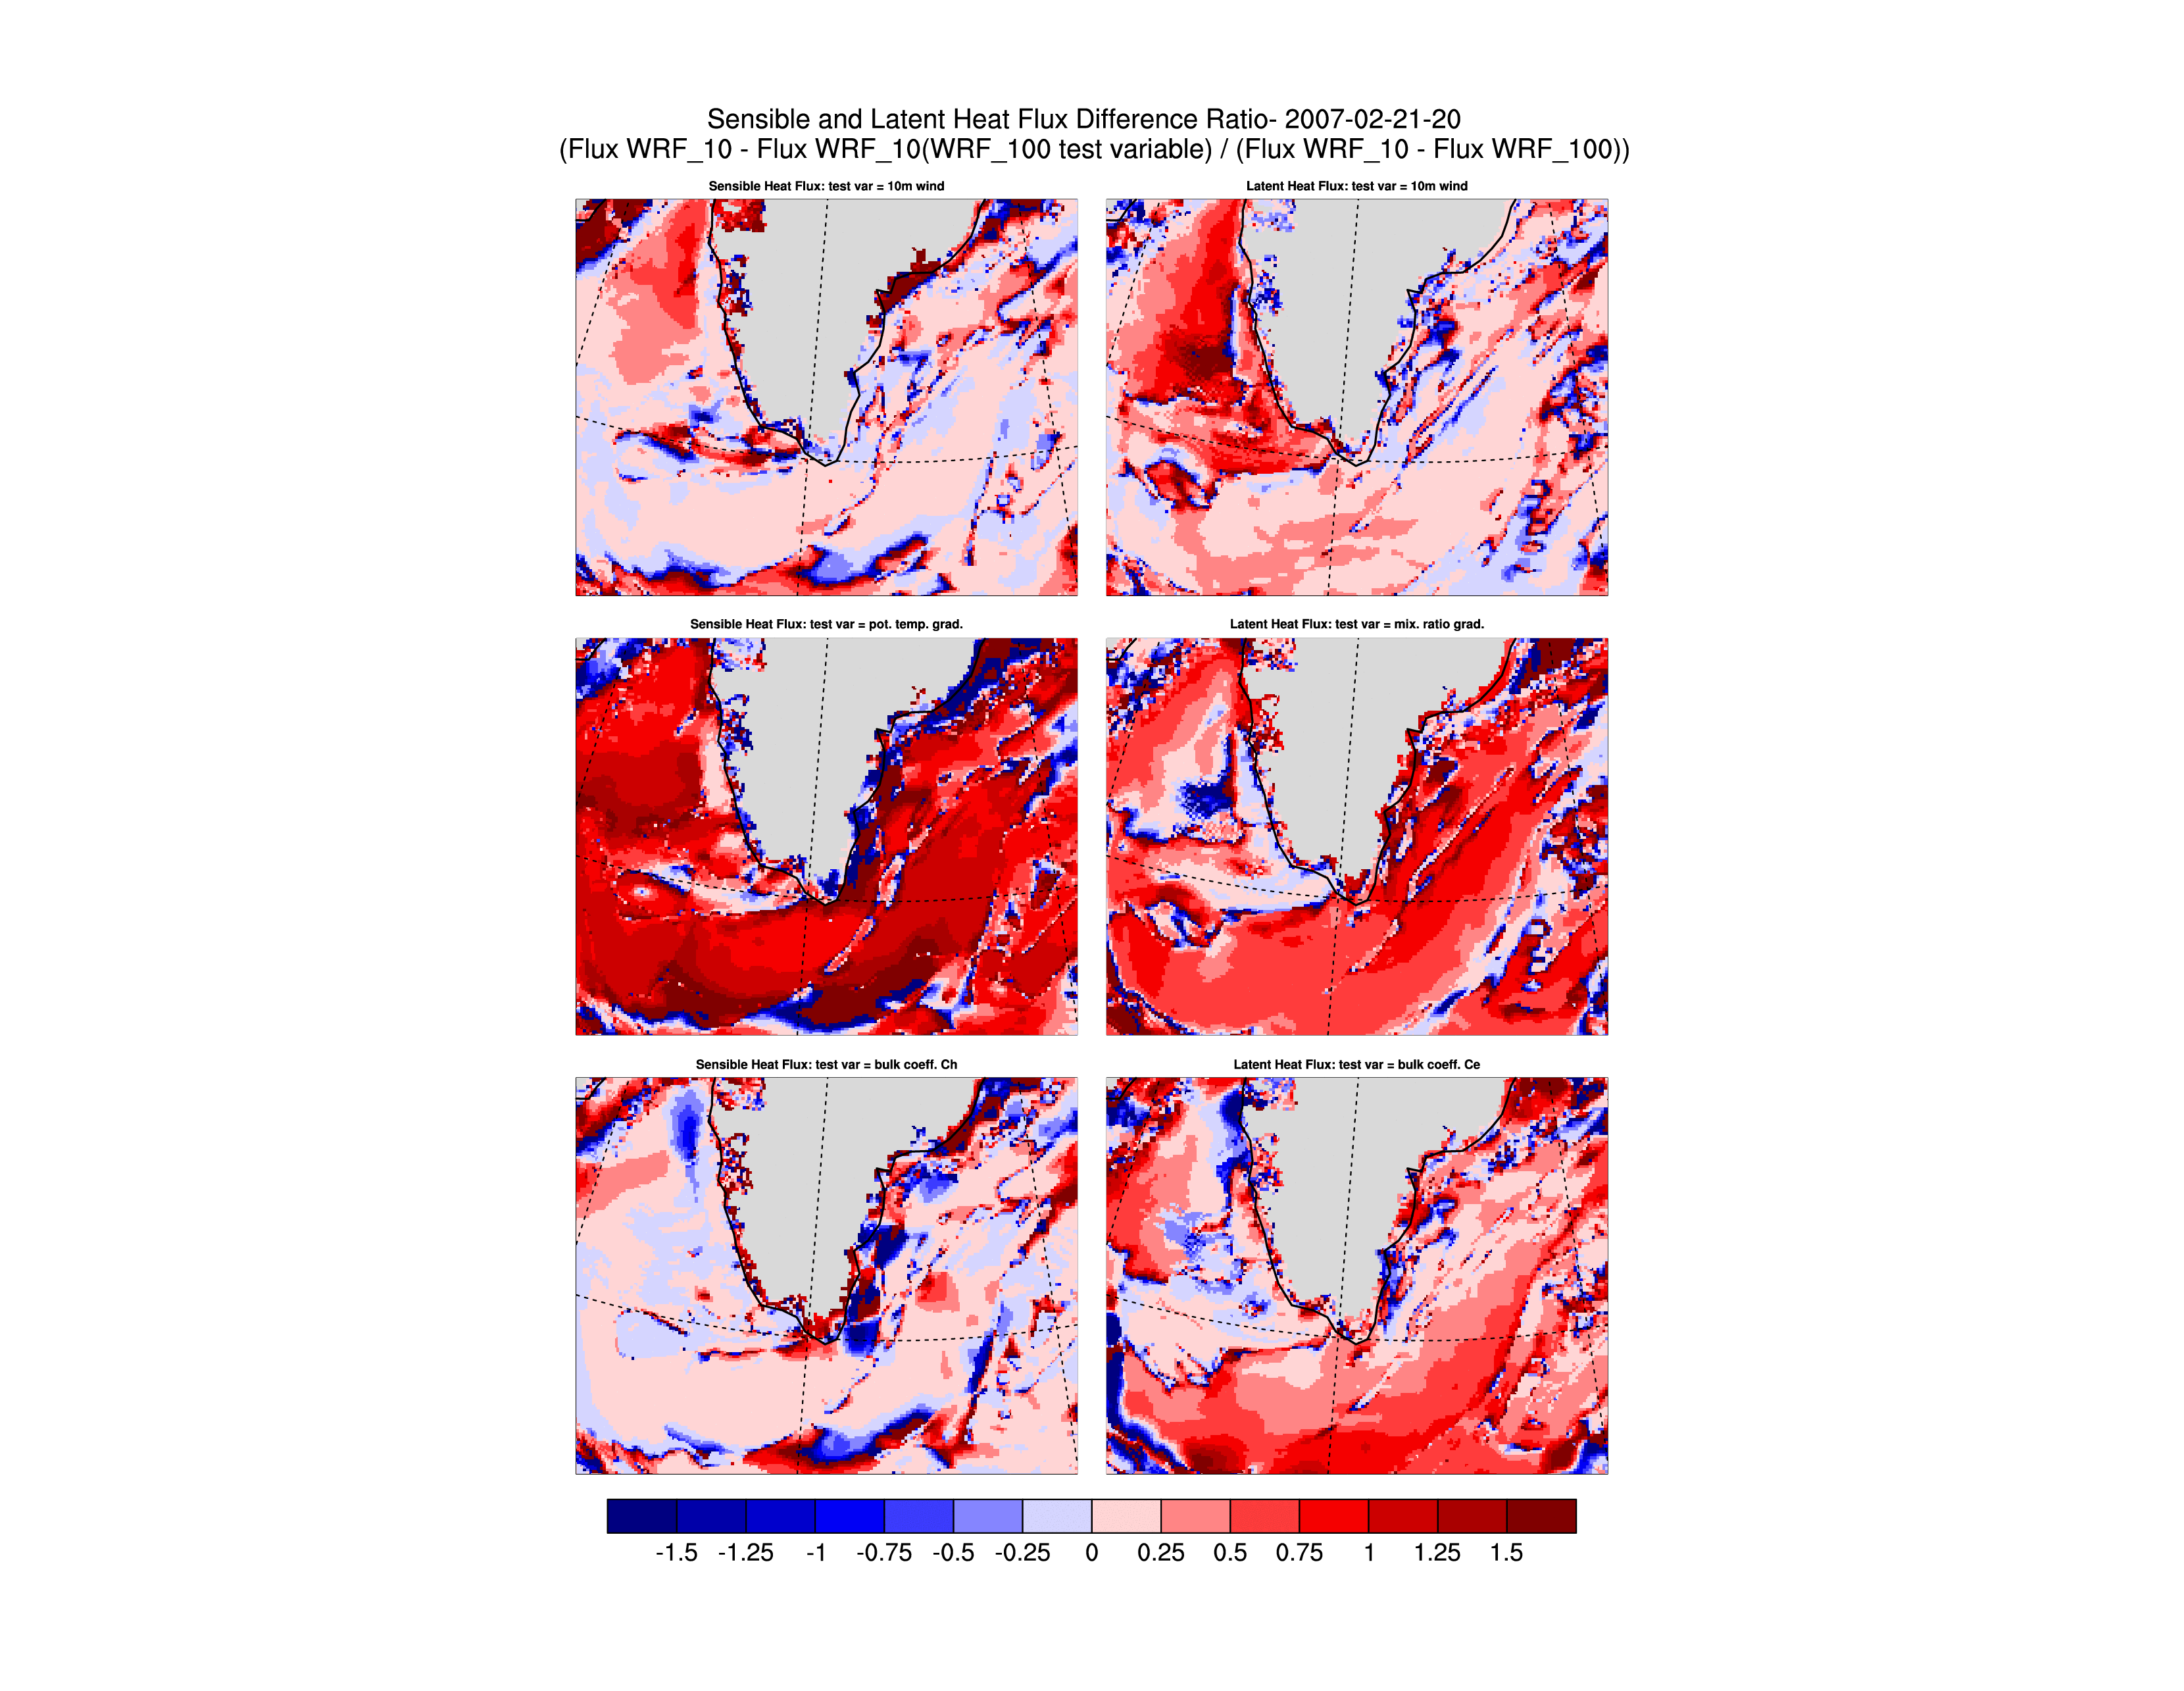 Sensible and Latent Heat Flux Difference Ratio- 2007-02-21-20
(Flux WRF_10 - Flux WRF_10(WRF_100 test variable) / (Flux WRF_10 - Flux WRF_100))
Sensible Heat Flux: test var = 10m wind
Latent Heat Flux: test var = 10m wind
Sensible Heat Flux: test var = pot. temp. grad.
Latent Heat Flux: test var = mix. ratio grad.
Sensible Heat Flux: test var = bulk coeff. Ch
Latent Heat Flux: test var = bulk coeff. Ce
-1.5 -1.25 -1 -0.75 -0.5 -0.25 0 0.25 0.5 0.75 1 1.25 1.5